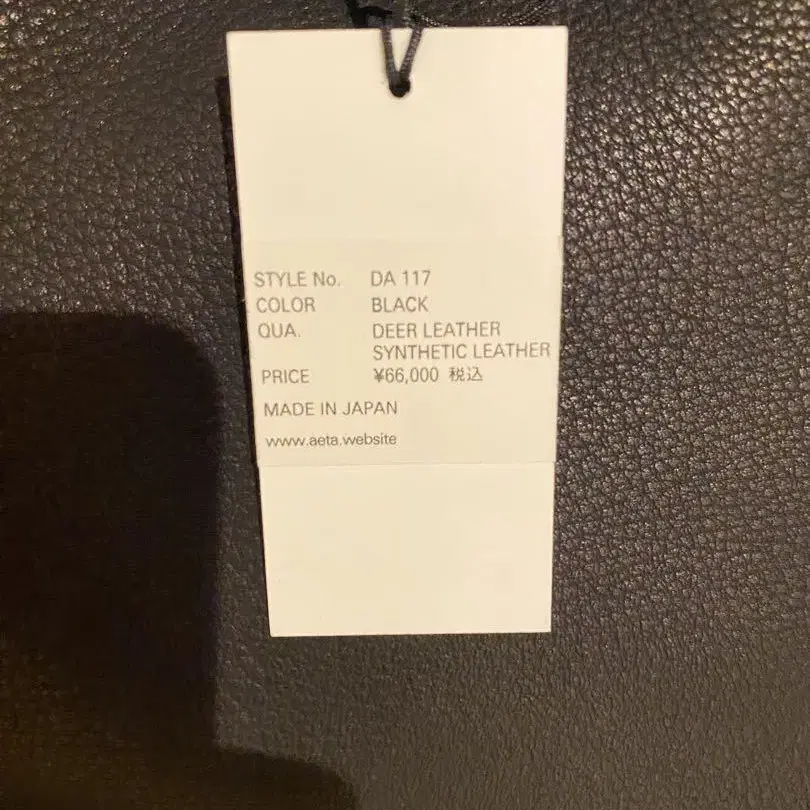 STYLE No. DA 117
COLOR BLACK
QUA. DEER LEATHER
SYNTHETIC LEATHER
PRICE ¥66,000 税込
MADE IN JAPAN
www.aeta.website